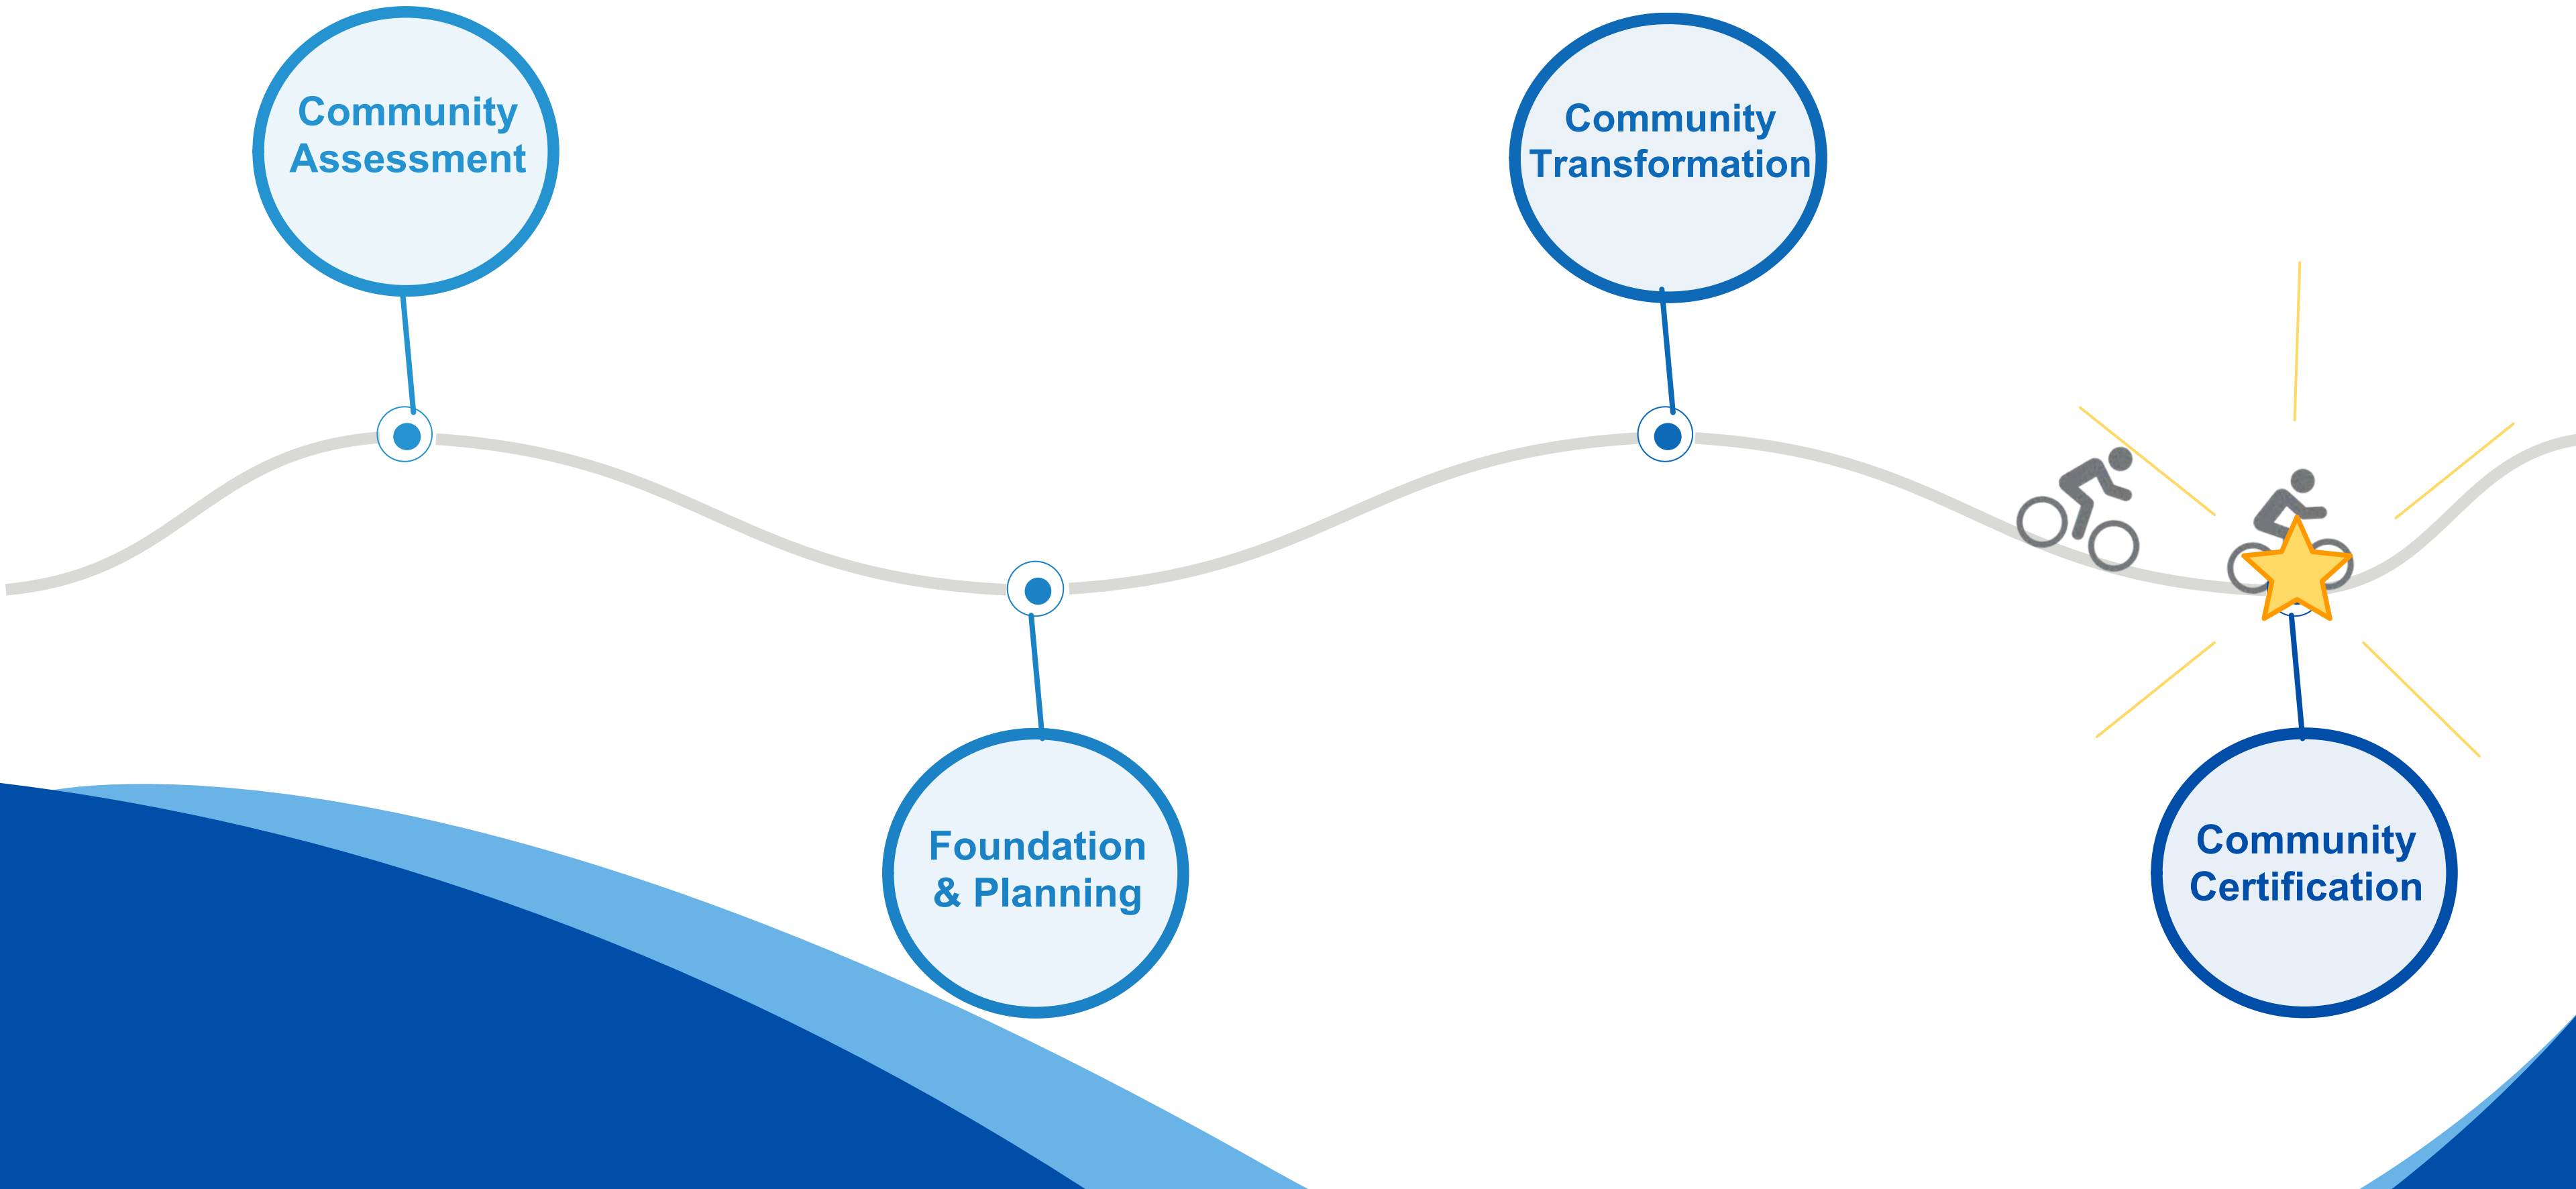 Community
Assessment
Foundation
& Planning
Community
Transformation
Community
Certification